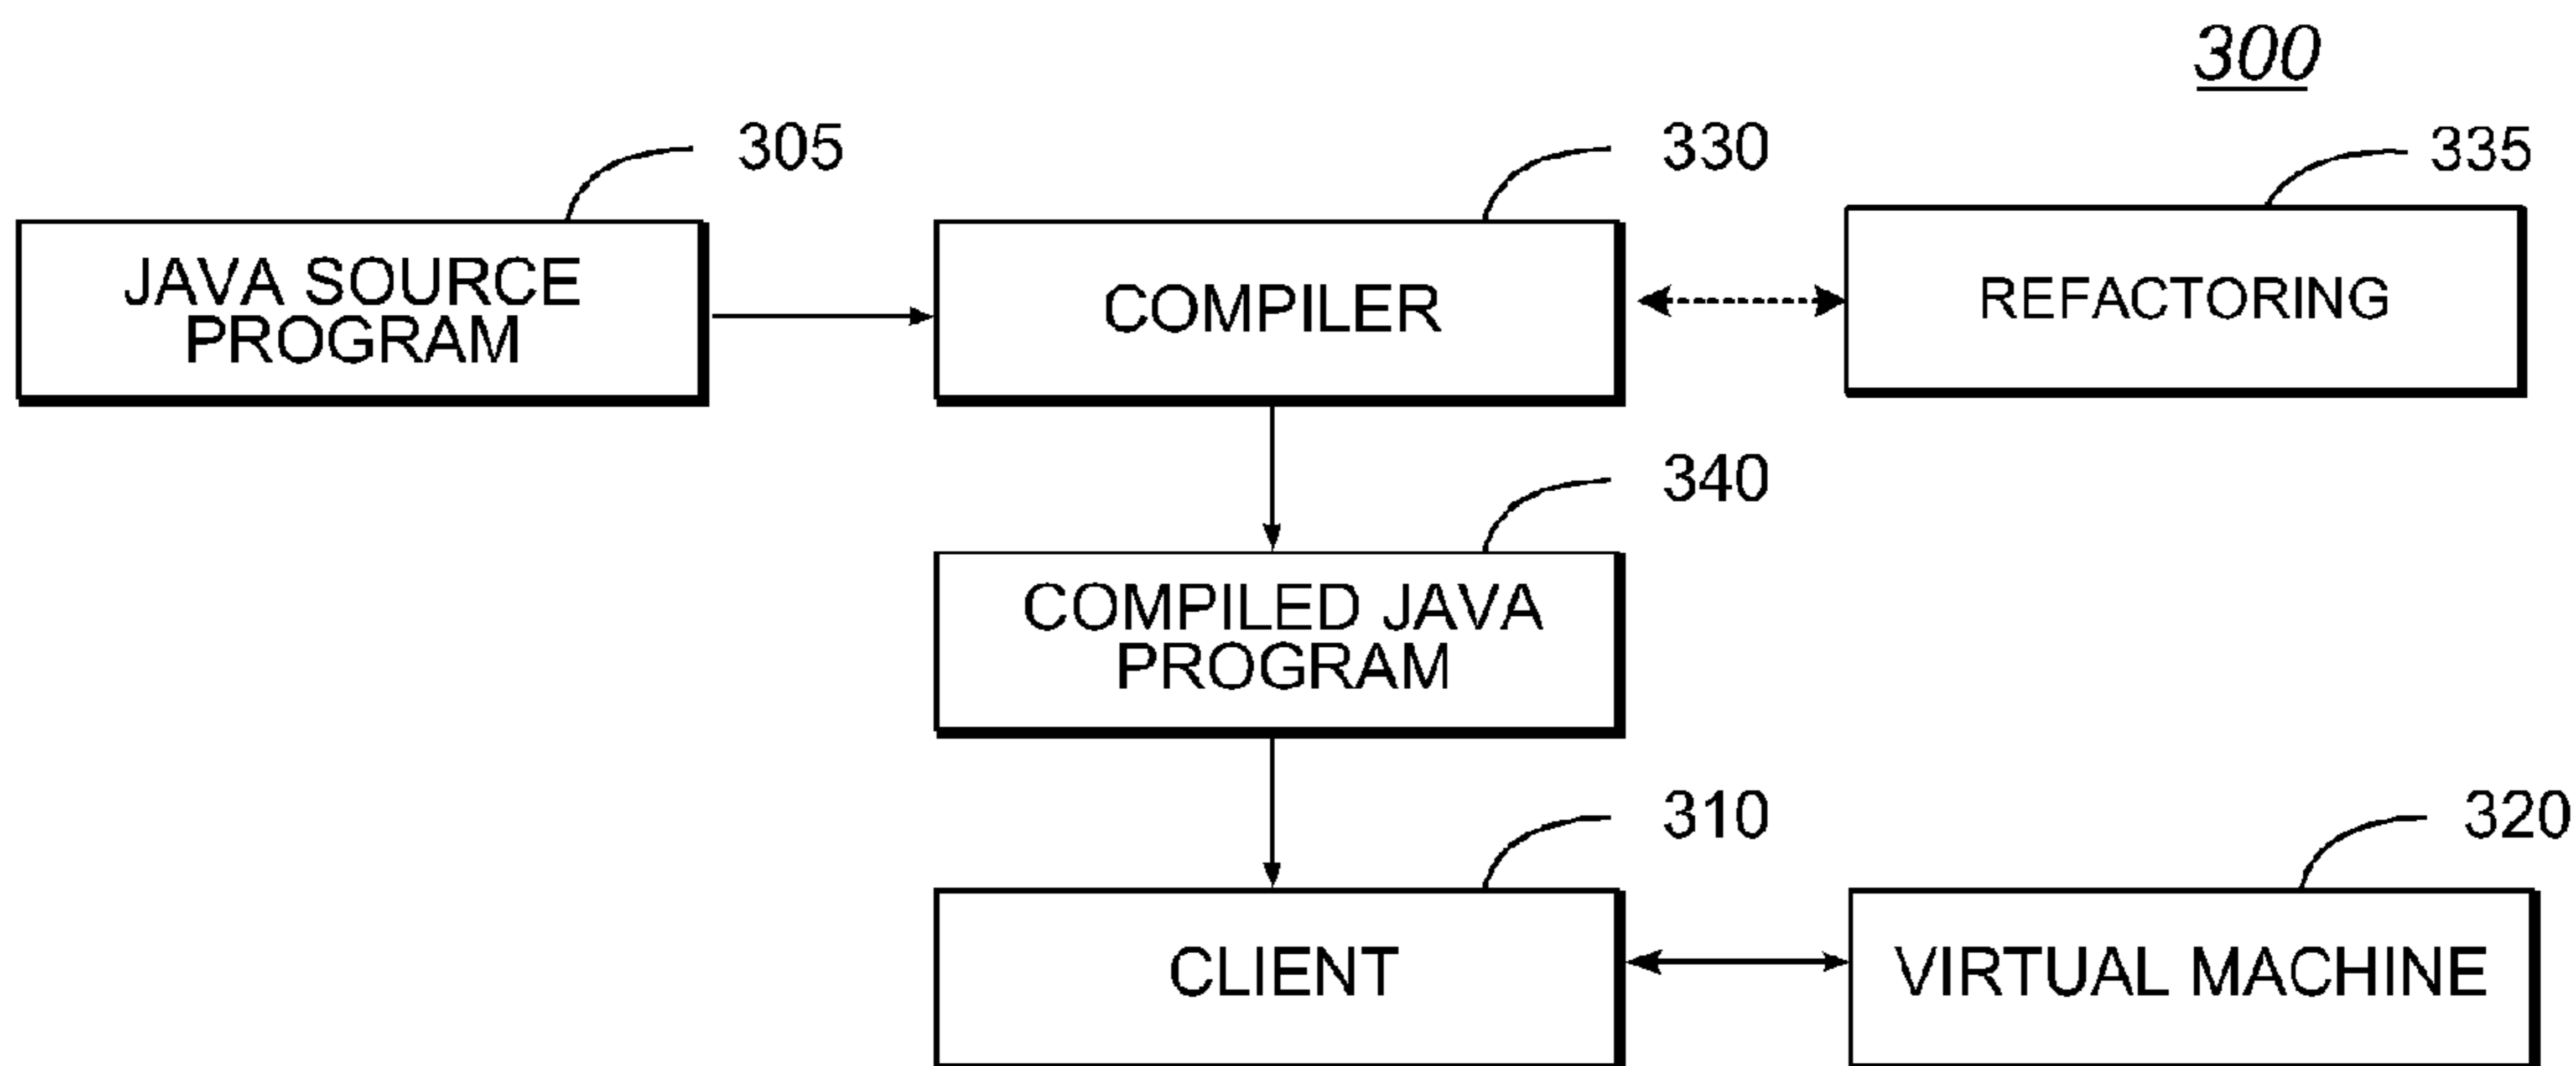 300
305
330
335
JAVA SOURCE
PROGRAM
COMPILER
REFACTORING
340
COMPILED JAVA
PROGRAM
310
320
CLIENT
VIRTUAL MACHINE